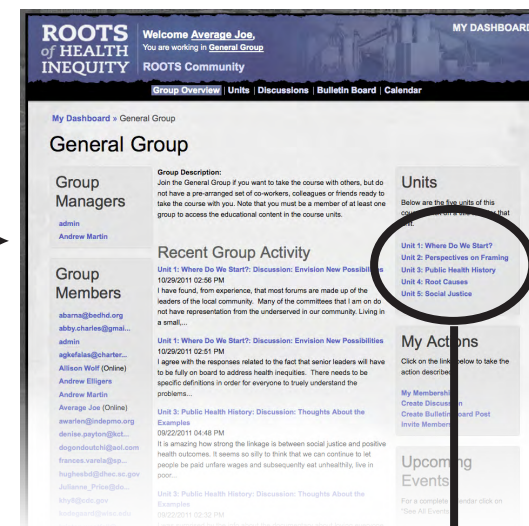 ROOTS
of HEALTH
INEQUITY
Welcome Average Joe,
You are working in General Group
ROOTS Community
MY DASHBOARD
Group Overview | Units | Discussions | Bulletin Board | Calendar
My Dashboard » General Group
General Group
Group
Managers
admin
Andrew Martin
Group
Members
abarna@bedhd.org
abby.charles@gmai...
admin
agkefalas@charter...
Allison Wolf (Online)
Andrew Elligers
Andrew Martin
Average Joe (Online)
awarten@indepmo.org
denise.payton@kct...
dogondoutchi@aol.com
frances.varela@sp...
hughesbd@dhec.sc.gov
Julianne_Price@do...
khyf@cdc.gov
Group Description:
Join the General Group if you want to take the course with others, but do
not have a pre-arranged set of co-workers, colleagues or friends ready to
take the course with you. Note that you must be a member of at least one
group to access the educational content in the course units.
Recent Group Activity
Unit 1: Where Do We Start?: Discussion: Envision New Possibilities
10/29/2011 02:56 PM
I have found, from experience, that most forums are made up of the
leaders of the local community. Many of the committees that I am on do
not have representation from the underserved in our community. Living in
a small,...
Unit 1: Where Do We Start?: Discussion: Envision New Possibilities
10/29/2011 02:51 PM
I agree with the responses related to the fact that senior leaders will have
to be fully on board to address health inequities. There needs to be
specific definitions in order for everyone to truely understand the
problems...
Unit 3: Public Health History: Discussion: Thoughts About the
Examples
09/22/2011 04:48 PM
It is amazing how strong the linkage is between social justice and positive
health outcomes. It seems so silly to think that we can continue to let
people be paid unfare wages and subsequently eat unhealthily, live in
poor...
Unit 3: Public Health History: Discussion: Thoughts About the
Examples
09/22/2011 02:32 PM
Units
Below are the five units of this
that
Unit 1: Where Do We Start?
Unit 2: Perspectives on Framing
Unit 3: Public Health History
Unit 4: Root Causes
Unit 5: Social Justice
My Actions
Click on the link below to take the
action described
My Membership
Create Discussion
Create Bulletin Board Post
Invite Members
Upcoming
Events
For a complete calendar click on
"See All Events